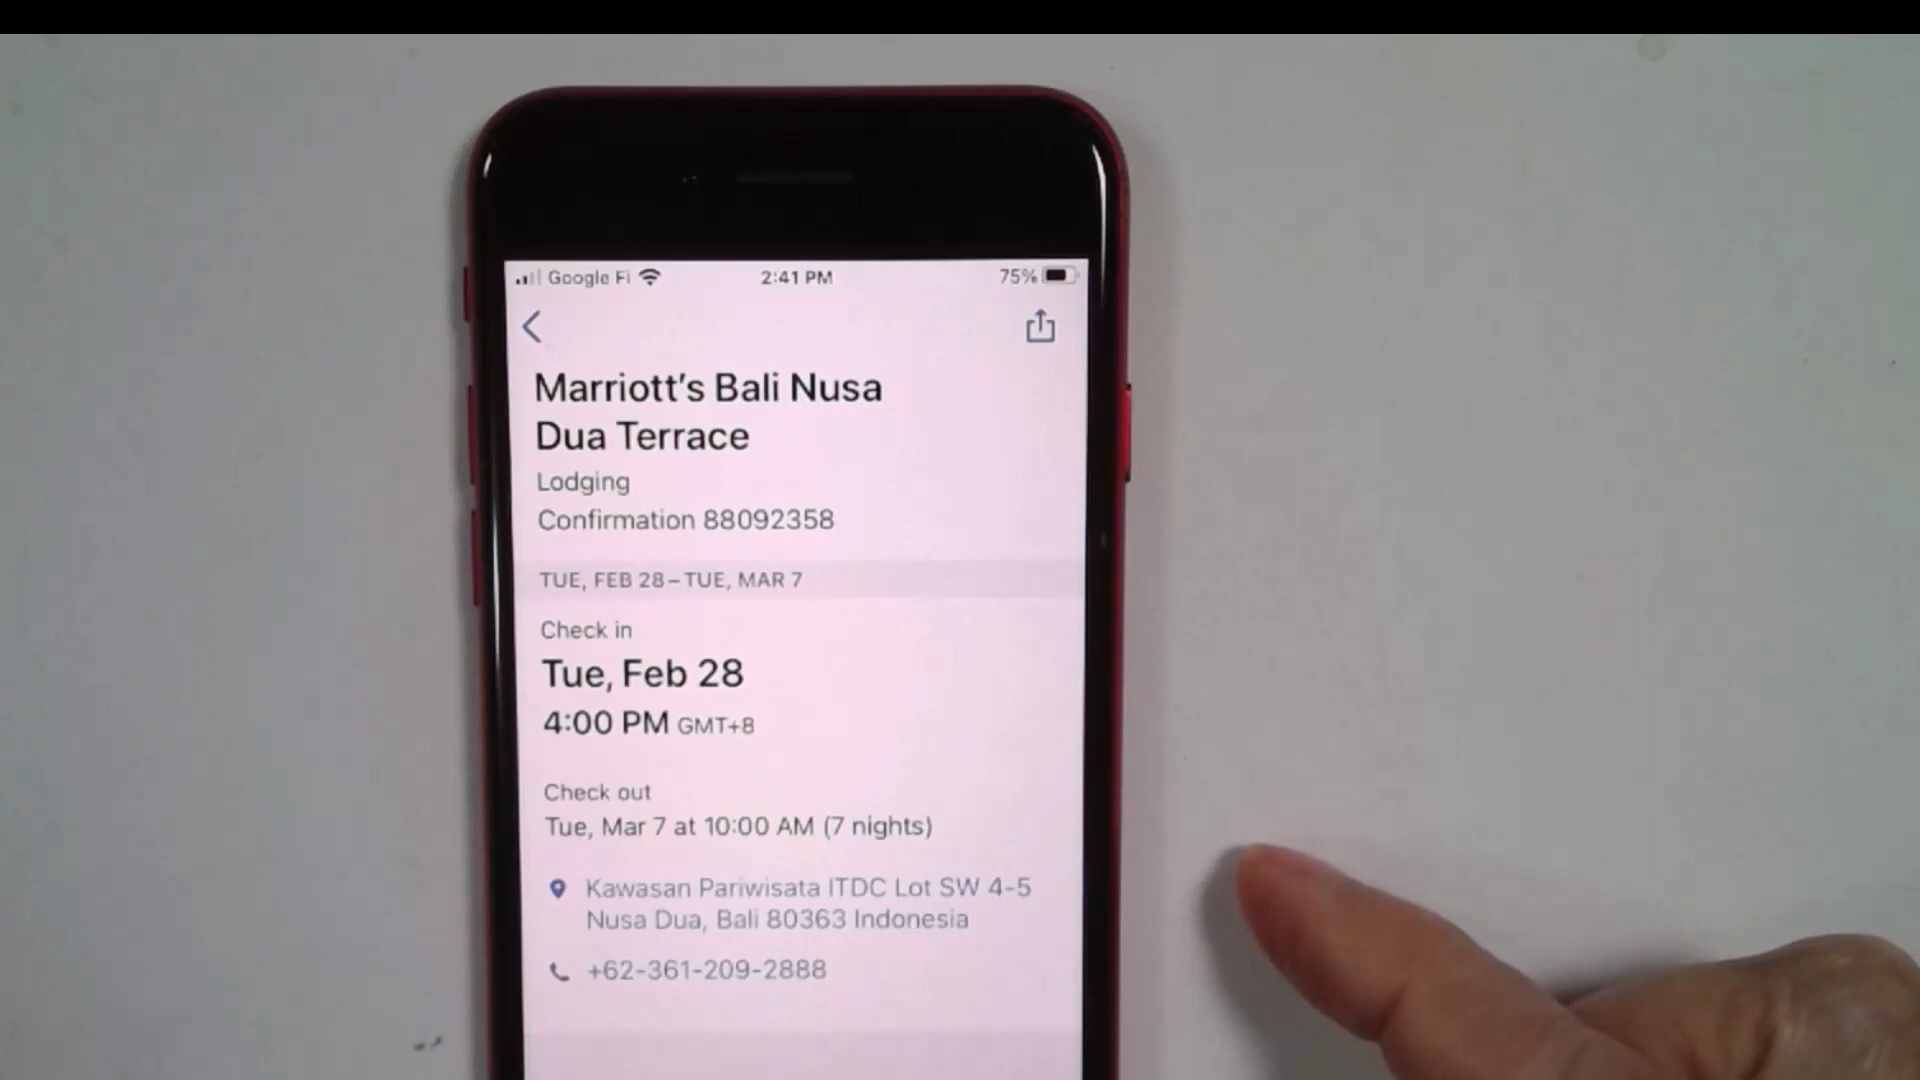 Google Fi 2:41 PM 75%
Marriott's Bali Nusa
Dua Terrace
Lodging
Confirmation 88092358
TUE, FEB 28–TUE, MAR 7
Check in
Tue, Feb 28
4:00 PM GMT+8
Check out
Tue, Mar 7 at 10:00 AM (7 nights)
Kawasan Pariwisata ITDC Lot SW 4-5
Nusa Dua, Bali 80363 Indonesia
+62-361-209-2888